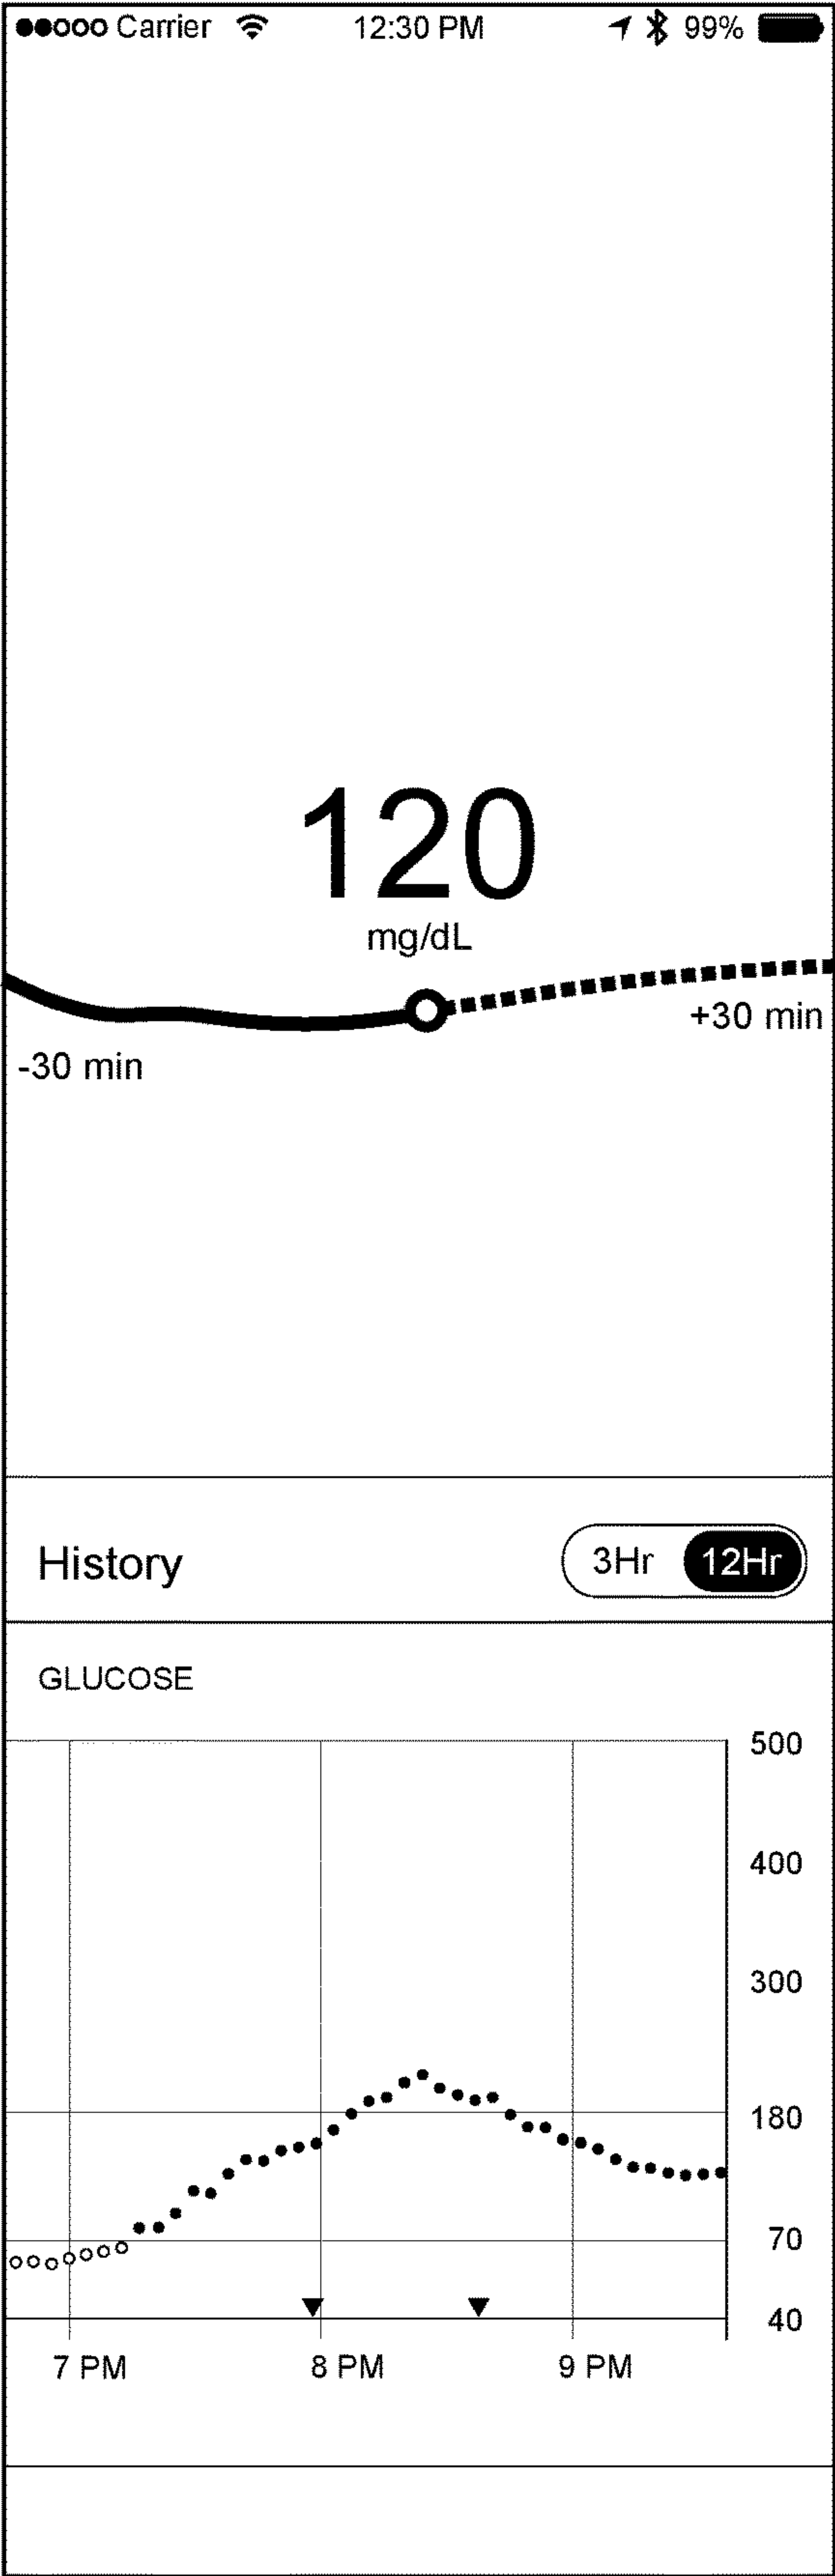 Carrier 12:30 PM 99%
120
mg/dL
+30 min
-30 min
History 3Hr 12Hr
GLUCOSE
500
400
300
180
70
40
7 PM 8 PM 9 PM